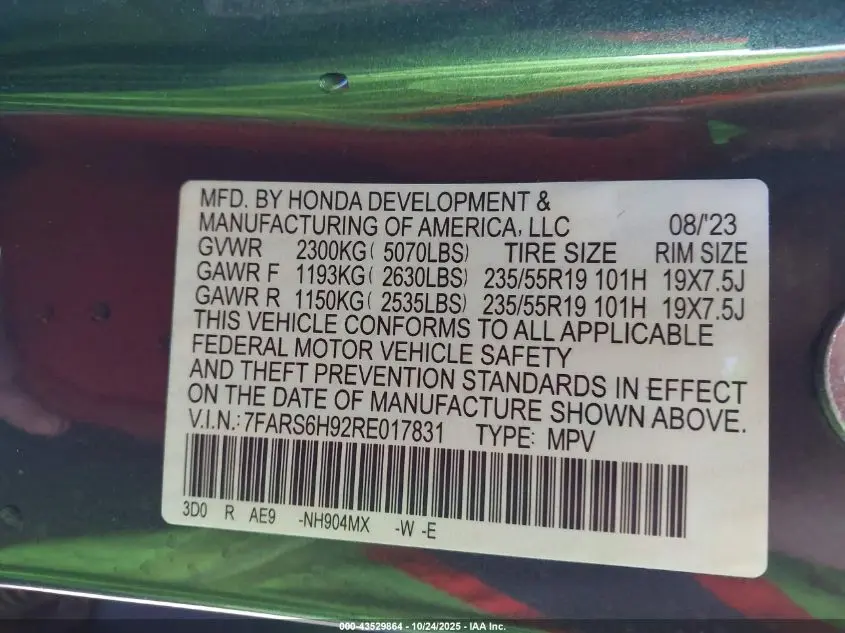 MFD. BY HONDA DEVELOPMENT &
MANUFACTURING OF AMERICA, LLC 08/'23
GVWR 2300KG( 5070LBS) TIRE SIZE RIM SIZE
GAWR F 1193KG( 2630LBS) 235/55R19 101H 19X7.5J
GAWR R 1150KG( 2535LBS) 235/55R19 101H 19X7.5J
THIS VEHICLE CONFORMS TO ALL APPLICABLE
FEDERAL MOTOR VEHICLE SAFETY
AND THEFT PREVENTION STANDARDS IN EFFECT
ON THE DATE OF MANUFACTURE SHOWN ABOVE.
V.I.N.: 7FARS6H92RE017831 TYPE: MPV
3D0 R AE9 -NH904MX -W -E
000-43529864 - 10/24/2025 - IAA Inc.